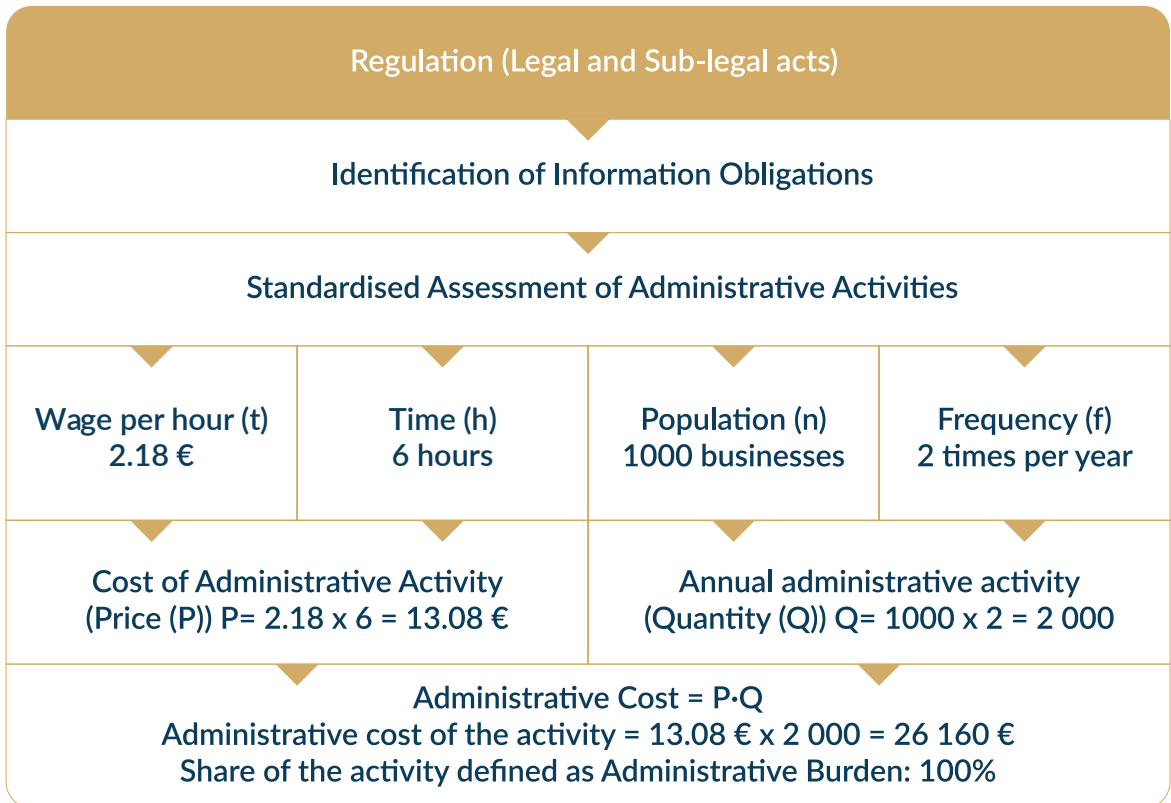 Regulation (Legal and Sub-legal acts)
Identification of Information Obligations
Standardised Assessment of Administrative Activities
Wage per hour (t)
2.18 €
Time (h)
6 hours
Population (n)
1000 businesses
Frequency (f)
2 times per year
Cost of Administrative Activity
(Price (P)) P= 2.18 x 6 = 13.08 €
Annual administrative activity
(Quantity (Q)) Q= 1000 x 2 = 2 000
Administrative Cost = P·Q
Administrative cost of the activity = 13.08 € x 2 000 = 26 160 €
Share of the activity defined as Administrative Burden: 100%